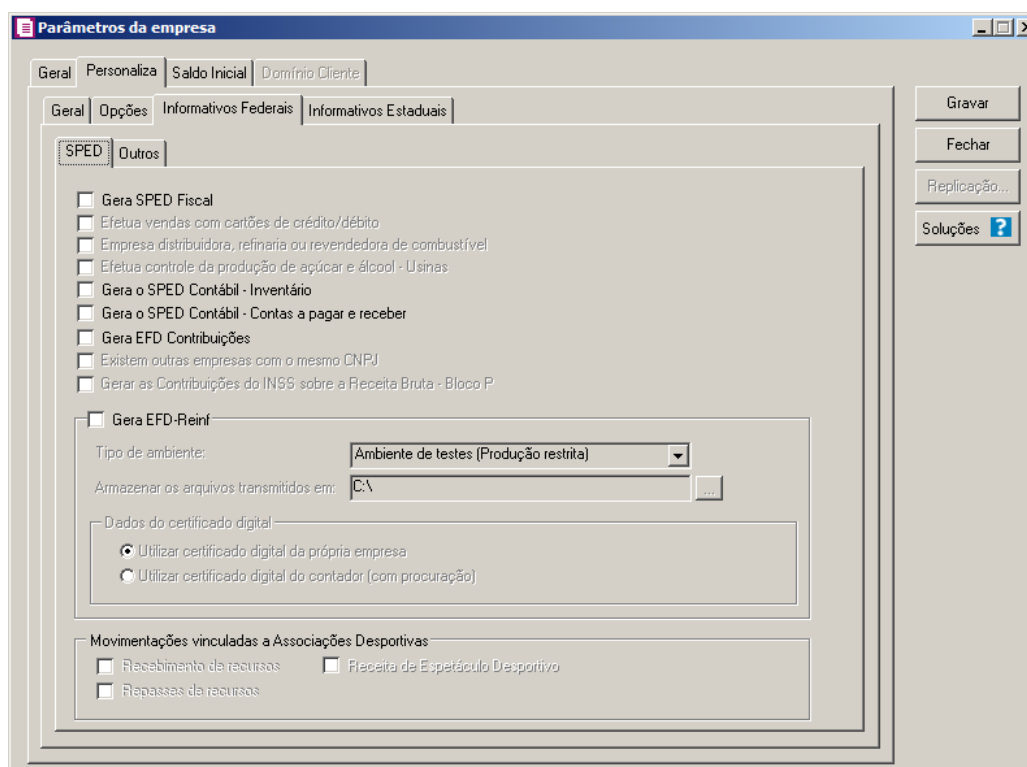 Parâmetros da empresa
Geral Personaliza Saldo Inicial Domínio Cliente
Geral Opções Informativos Federais Informativos Estaduais
SPED Outros
Gravar
Fechar
Replicação...
Soluções ?
Gera SPED Fiscal
Efetua vendas com cartões de crédito/débito
Empresa distribuidora, refinaria ou revendedora de combustível
Efetua controle da produção de açúcar e álcool - Usinas
Gera o SPED Contábil - Inventário
Gera o SPED Contábil - Contas a pagar e receber
Gera EFD Contribuições
Existem outras empresas com o mesmo CNPJ
Gerar as Contribuições do INSS sobre a Receita Bruta - Bloco P
Gera EFD-Reinf
Tipo de ambiente: Ambiente de testes (Produção restrita)
Armazenar os arquivos transmitidos em: C:\ ...
Dados do certificado digital
Utilizar certificado digital da própria empresa
Utilizar certificado digital do contador (com procuração)
Movimentações vinculadas a Associações Desportivas
Recebimento de recursos Receita de Espetáculo Desportivo
Repasses de recursos